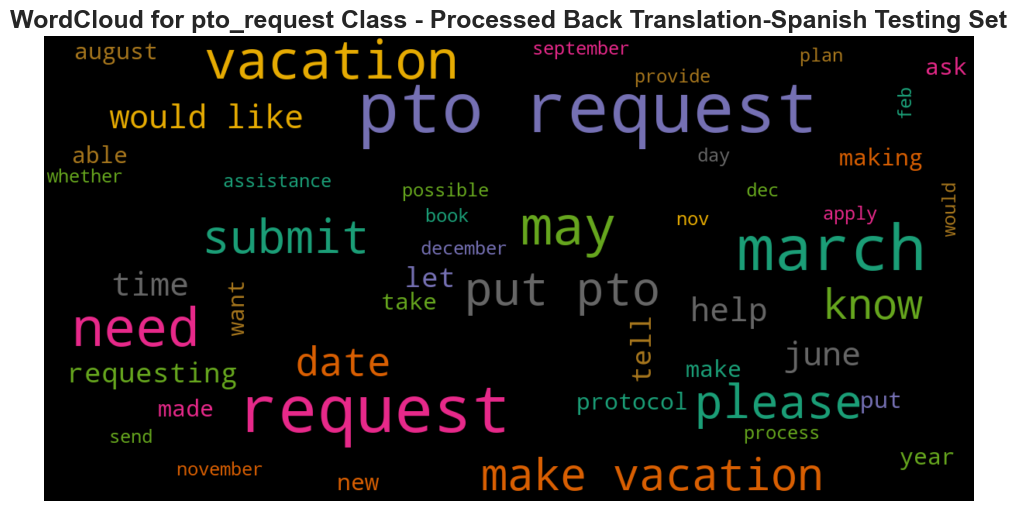 WordCloud for pto_request Class - Processed Back Translation-Spanish Testing Set
august
vacation
september
provide
plan
ask
would like
pto request
feb
able
whether
assistance
possible
day
making
dec
would
submit
book
december
may
nov
apply
march
time
want
let
take
put pto
help
know
need
date
tell
june
requesting
make
made
request
protocol
please
put
send
process
november
new
make vacation
year